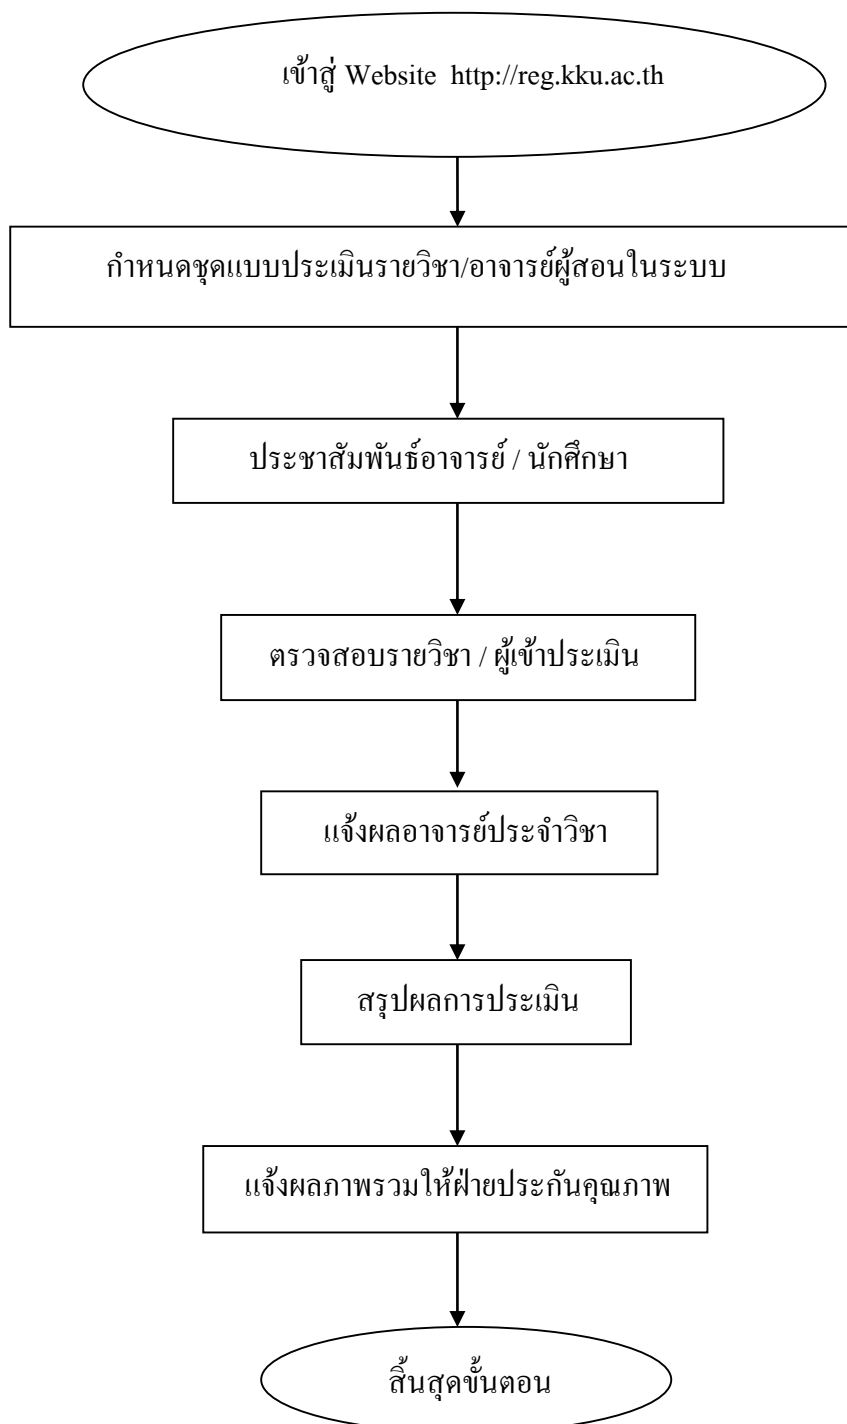 เข้าสู่ Website  http://reg.kku.ac.th
กำหนดชุดแบบประเมินรายวิชา/อาจารย์ผู้สอนในระบบ
ประชาสัมพันธ์อาจารย์ / นักศึกษา
ตรวจสอบรายวิชา / ผู้เข้าประเมิน
แจ้งผลอาจารย์ประจำวิชา
สรุปผลการประเมิน
แจ้งผลภาพรวมให้ฝ่ายประกันคุณภาพ
สิ้นสุดขั้นตอน